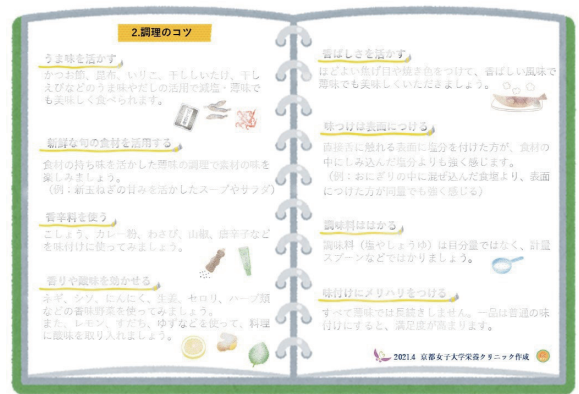 2.調理のコツ
うま味を活かす
かつお節、昆布、いりこ、干ししいたけ、干し
えびなどのうま味やだしの活用で減塩・薄味で
も美味しく食べられます。
新鮮な旬の食材を活用する
食材の持ち味を活かした薄味の調理で素材の味を
楽しみましょう。
(例:新玉ねぎの甘みを活かしたスープやサラダ)
香辛料を使う
こしょう、カレー粉、わさび、山椒、唐辛子など
を味付けに使ってみましょう。
香りや酸味を効かせる
ネギ、シソ、にんにく、生姜、セロリ、ハーブ類
などの香味野菜を使ってみましょう。
また、レモン、すだち、ゆずなどを使って、料理
に酸味を取り入れましょう。
香ばしさを活かす
ほどよい焦げ目や焼き色をつけて、香ばしい風味で
薄味でも美味しくいただきましょう。
味つけは表面につける
直接舌に触れる表面に塩分を付けた方が、食材の
中にしみ込んだ塩分よりも強く感じます。
(例:おにぎりの中に混ぜ込んだ食塩より、表面
につけた方が同量でも強く感じる)
調味料ははかる
調味料(塩やしょうゆ)は目分量ではなく、計量
スプーンなどではかりましょう。
味付けにメリハリをつける
すべて薄味では長続きしません。一品は普通の味
付けにすると、満足度が高まります。
2021.4 京都女子大学栄養クリニック作成